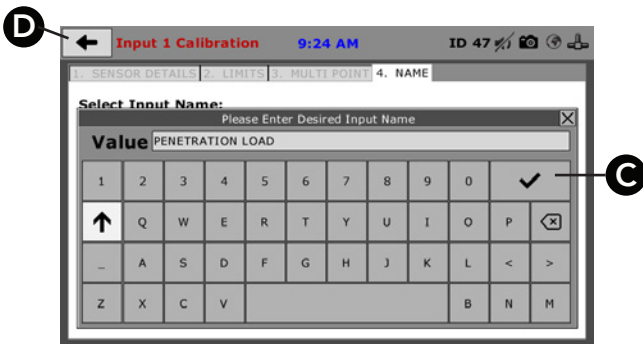 D
Input 1 Calibration 9:24 AM ID 47
1. SENSOR DETAILS 2. LIMITS 3. MULTI POINT 4. NAME
Select Input Name:
Please Enter Desired Input Name
Value PENETRATION LOAD
1 2 3 4 5 6 7 8 9 0
C
Q W E R T Y U I O P
_ A S D F G H J K L < >
Z X C V B N M